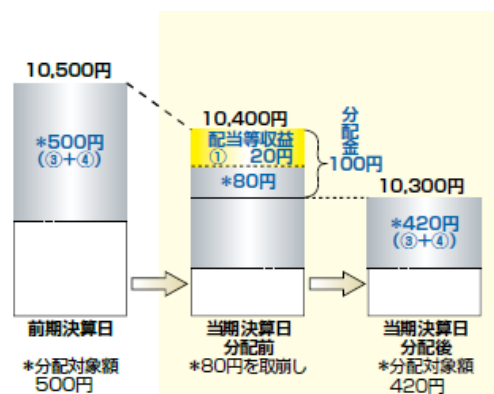 10,500円
*500円
(③+④)
前期決算日
*分配対象額
500円
10,400円
配当等収益
① 20円
*80円
分配金
100円
当期決算日
分配前
*80円を取崩し
10,300円
*420円
(③+④)
当期決算日
分配後
*分配対象額
420円